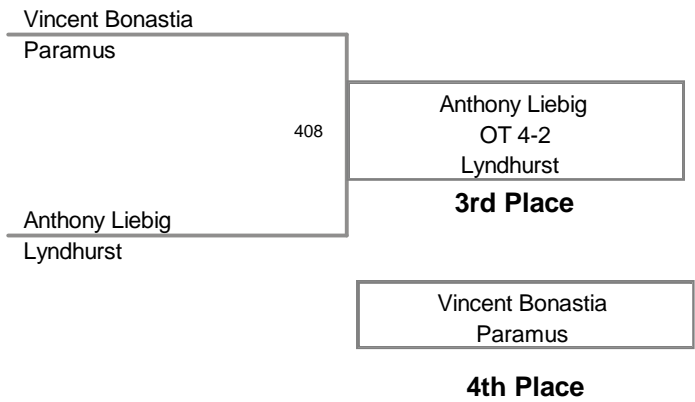 Vincent Bonastia
Paramus
Anthony Liebig
OT 4-2
Lyndhurst
408
3rd Place
Anthony Liebig
Lyndhurst
Vincent Bonastia
Paramus
4th Place